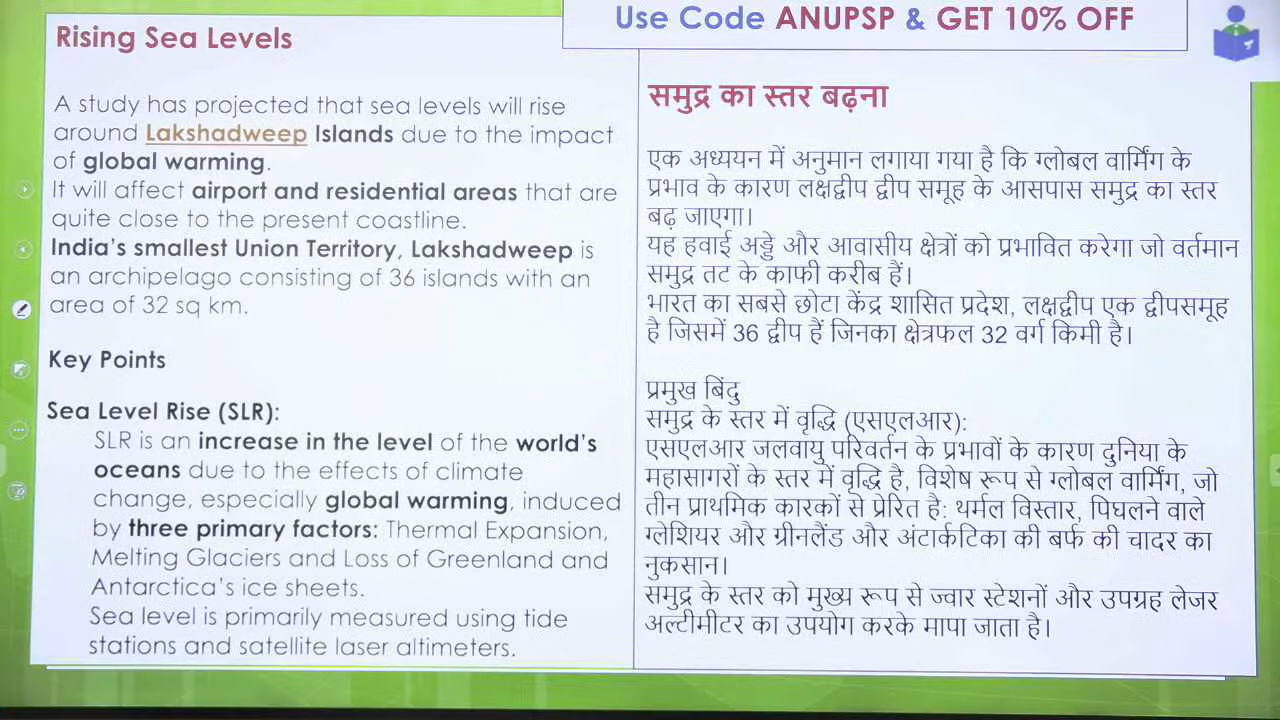 Use Code ANUPSP & GET 10% OFF
Rising Sea Levels
A study has projected that sea levels will rise
around Lakshadweep Islands due to the impact
of global warming.
It will affect airport and residential areas that are
quite close to the present coastline.
India's smallest Union Territory, Lakshadweep is
an archipelago consisting of 36 islands with an
area of 32 sq km.
Key Points
Sea Level Rise (SLR):
SLR is an increase in the level of the world's
oceans due to the effects of climate
change, especially global warming, induced
by three primary factors: Thermal Expansion,
Melting Glaciers and Loss of Greenland and
Antarctica's ice sheets.
Sea level is primarily measured using tide
stations and satellite laser altimeters.
समुद्र का स्तर बढ़ना
एक अध्ययन में अनुमान लगाया गया है कि ग्लोबल वार्मिंग के
प्रभाव के कारण लक्षद्वीप द्वीप समूह के आसपास समुद्र का स्तर
बढ़ जाएगा।
यह हवाई अड्डे और आवासीय क्षेत्रों को प्रभावित करेगा जो वर्तमान
समुद्र तट के काफी करीब हैं।
भारत का सबसे छोटा केंद्र शासित प्रदेश, लक्षद्वीप एक द्वीपसमूह
है जिसमें 36 द्वीप हैं जिनका क्षेत्रफल 32 वर्ग किमी है।
प्रमुख बिंदु
समुद्र के स्तर में वृद्धि (एसएलआर):
एसएलआर जलवायु परिवर्तन के प्रभावों के कारण दुनिया के
महासागरों के स्तर में वृद्धि है, विशेष रूप से ग्लोबल वार्मिंग, जो
तीन प्राथमिक कारकों से प्रेरित है: थर्मल विस्तार, पिघलने वाले
ग्लेशियर और ग्रीनलैंड और अंटार्कटिका की बर्फ की चादर का
नुकसान।
समुद्र के स्तर को मुख्य रूप से ज्वार स्टेशनों और उपग्रह लेजर
अल्टीमीटर का उपयोग करके मापा जाता है।